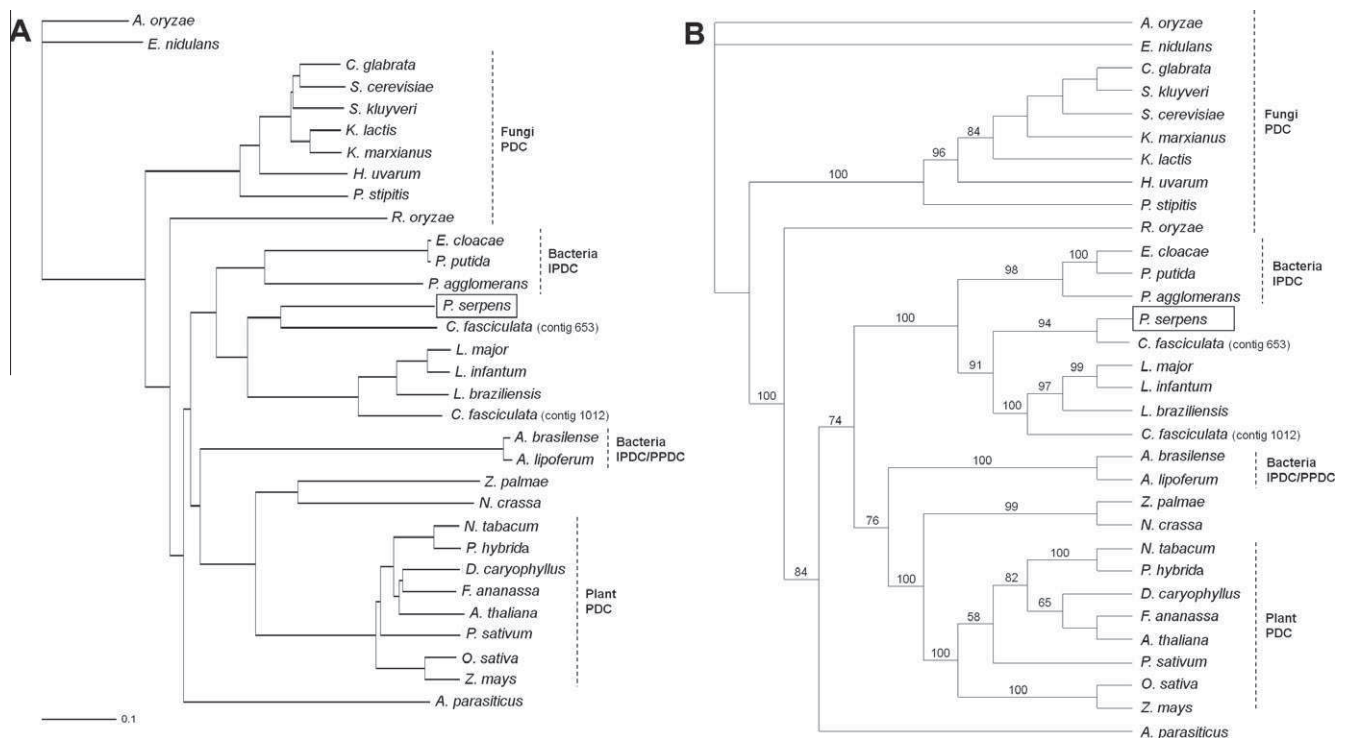 A
A. oryzae
E. nidulans
C. glabrata
S. cerevisiae
S. kluyveri
K. lactis
K. marxianus
H. uvarum
P. stipitis
R. oryzae
Fungi
PDC
E. cloacae
P. putida
P. agglomerans
Bacteria
IPDC
P. serpens
C. fasciculata (contig 653)
L. major
L. infantum
L. braziliensis
C. fasciculata (contig 1012)
A. brasilense
A. lipoferum
Bacteria
IPDC/PPDC
Z. palmae
N. crassa
N. tabacum
P. hybrida
D. caryophyllus
F. ananassa
A. thaliana
P. sativum
O. sativa
Z. mays
Plant
PDC
A. parasiticus
0.1
B
A. oryzae
E. nidulans
C. glabrata
S. kluyveri
S. cerevisiae
84
K. marxianus
96
K. lactis
100
H. uvarum
P. stipitis
R. oryzae
Fungi
PDC
100
E. cloacae
98
P. putida
P. agglomerans
Bacteria
IPDC
100
P. serpens
94
C. fasciculata (contig 653)
91
99
L. major
97
L. infantum
100
L. braziliensis
100
C. fasciculata (contig 1012)
74
100
A. brasilense
A. lipoferum
Bacteria
IPDC/PPDC
99
Z. palmae
76
N. crassa
100
100
N. tabacum
84
82
P. hybrida
100
D. caryophyllus
65
F. ananassa
58
A. thaliana
100
P. sativum
100
O. sativa
Z. mays
Plant
PDC
A. parasiticus